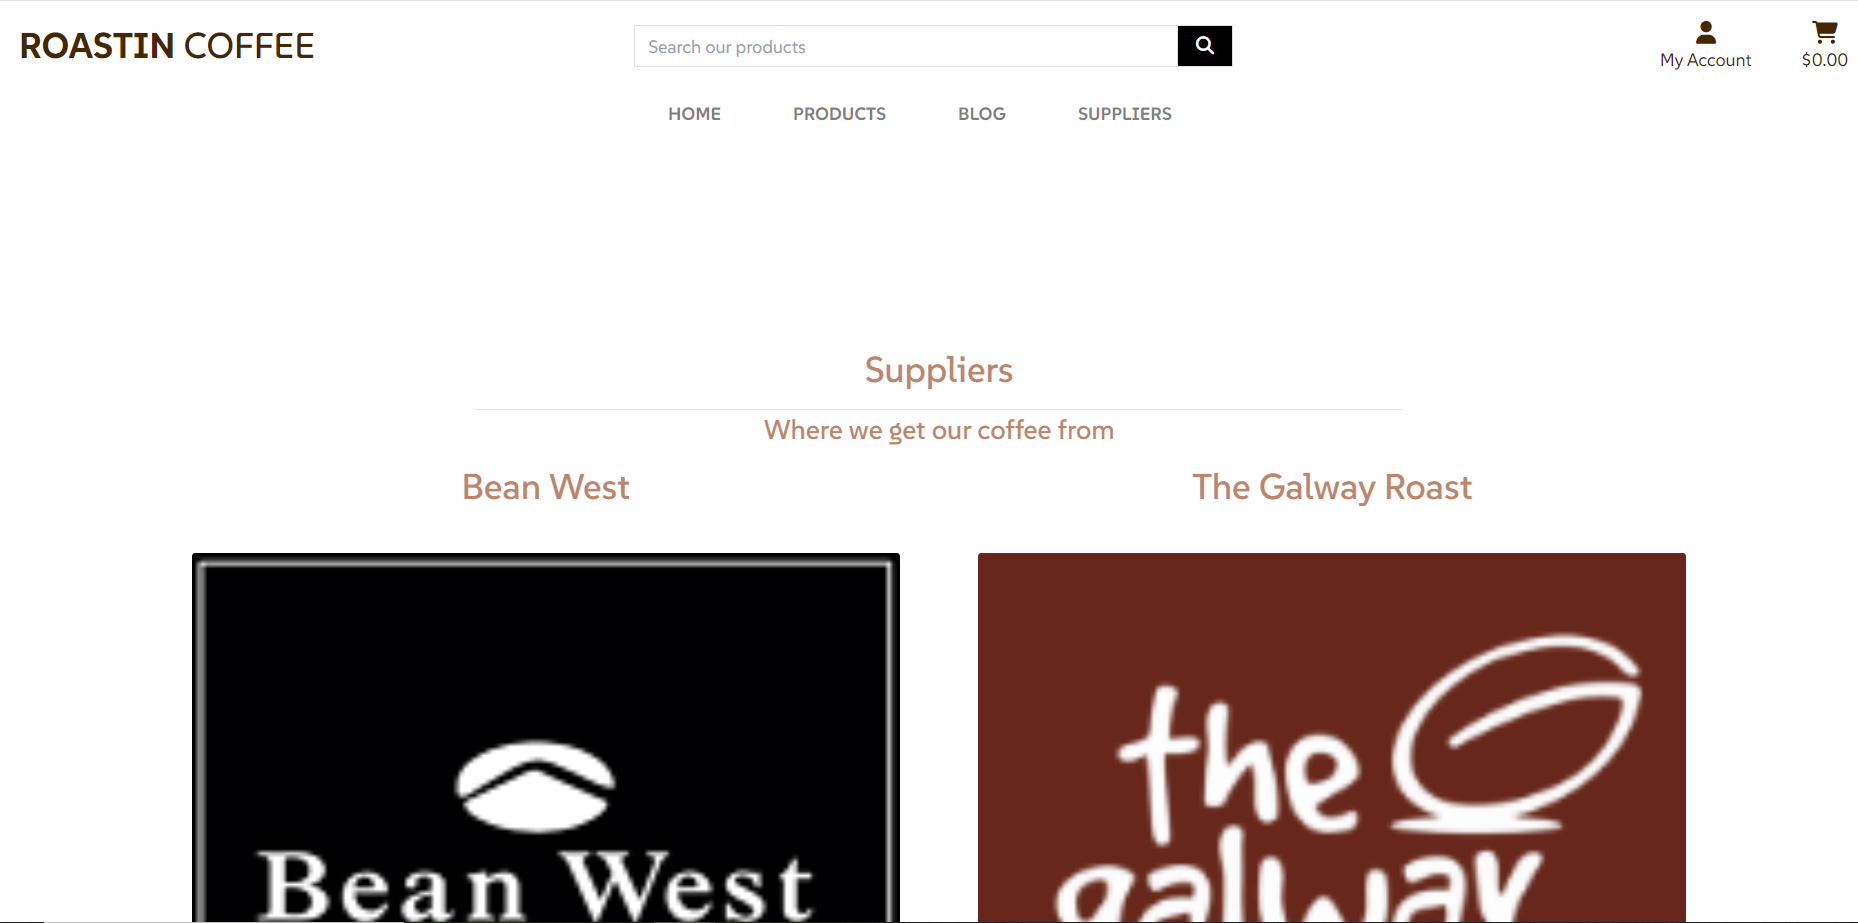 ROASTIN COFFEE
Search our products
My Account
$0.00
HOME PRODUCTS BLOG SUPPLIERS
Suppliers
Where we get our coffee from
Bean West
The Galway Roast
Bean West
the
galway